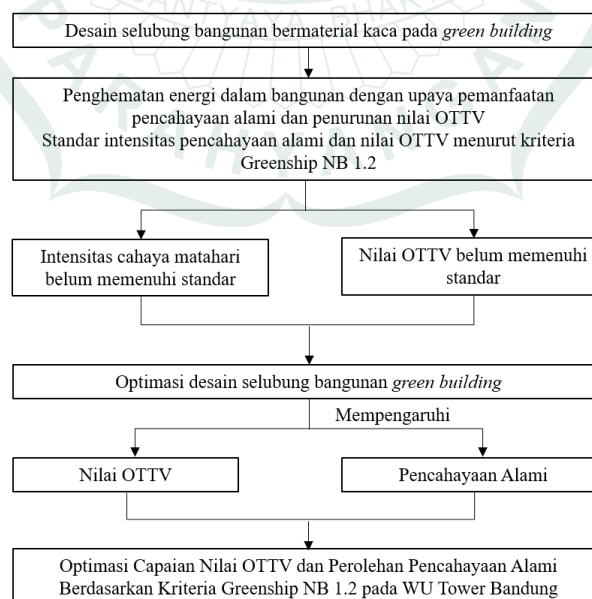 Desain selubung bangunan bermaterial kaca pada green building
Penghematan energi dalam bangunan dengan upaya pemanfaatan
pencahayaan alami dan penurunan nilai OTTV
Standar intensitas pencahayaan alami dan nilai OTTV menurut kriteria
Greenship NB 1.2
Intensitas cahaya matahari
belum memenuhi standar
Nilai OTTV belum memenuhi
standar
Optimasi desain selubung bangunan green building
Mempengaruhi
Nilai OTTV
Pencahayaan Alami
Optimasi Capaian Nilai OTTV dan Perolehan Pencahayaan Alami
Berdasarkan Kriteria Greenship NB 1.2 pada WU Tower Bandung